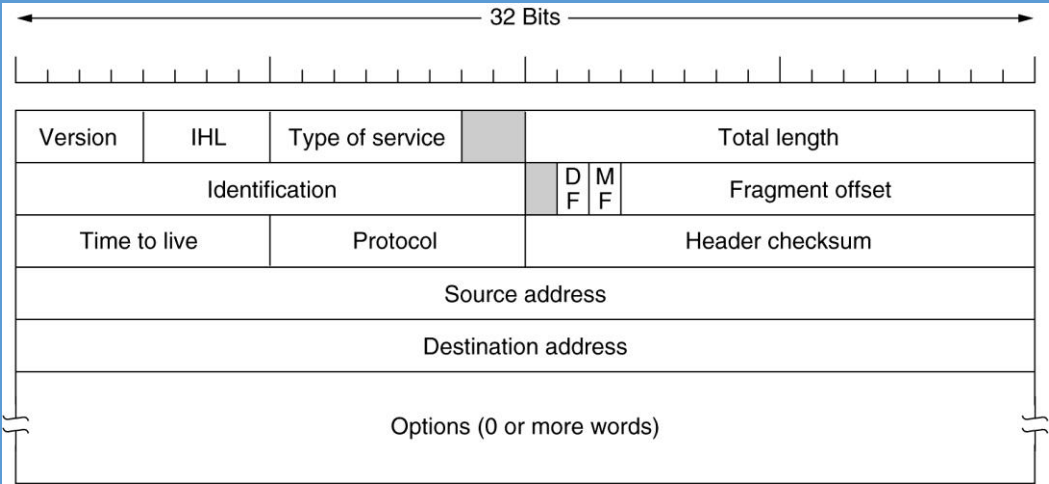 32 Bits
Version IHL Type of service Total length
Identification D F M F Fragment offset
Time to live Protocol Header checksum
Source address
Destination address
Options (0 or more words)